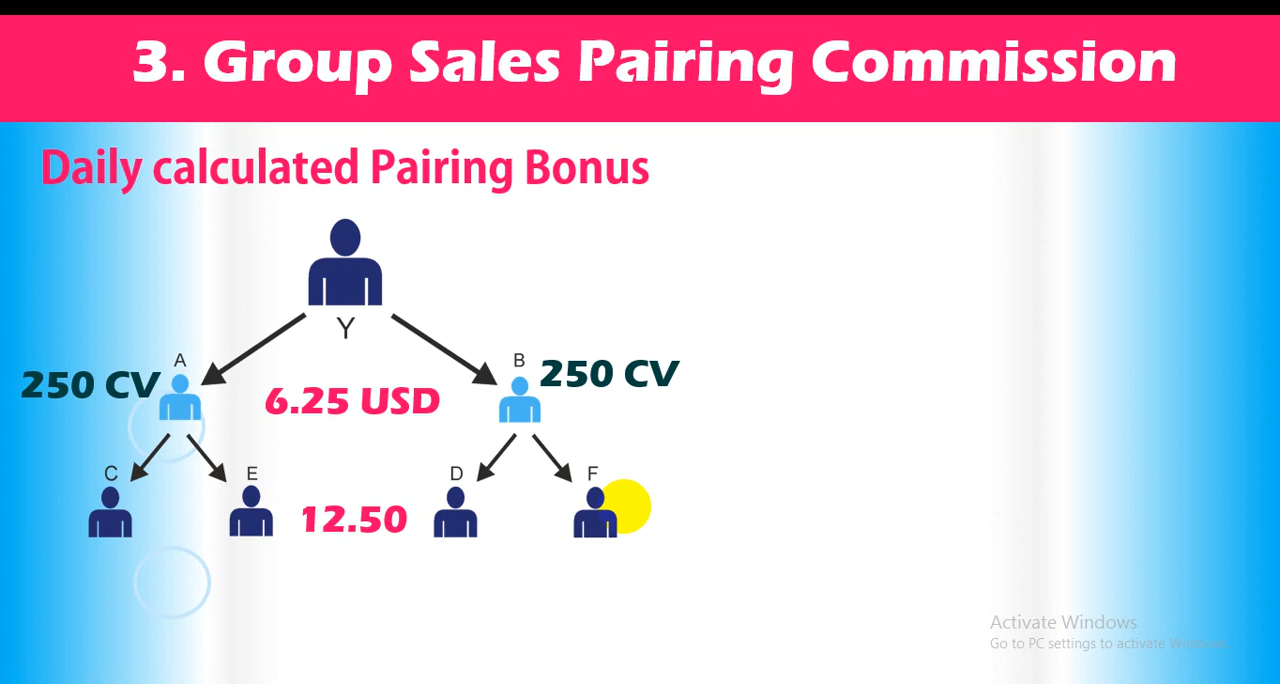 3. Group Sales Pairing Commission
Daily calculated Pairing Bonus
Y
A
B
250 CV
6.25 USD
250 CV
C
E
D
F
12.50
Activate Windows
Go to PC settings to activate Windows.